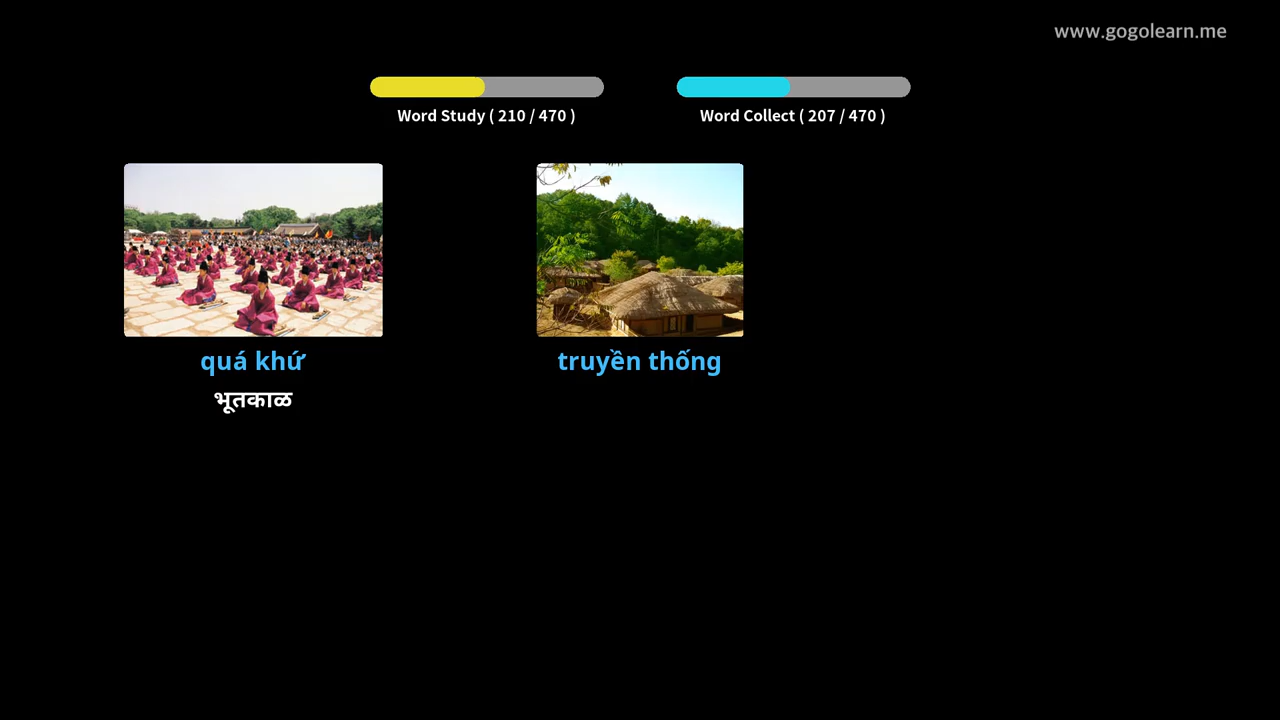 www.gogolearn.me
Word Study ( 210 / 470 )
Word Collect ( 207 / 470 )
quá khứ
भूतकाळ
truyền thống